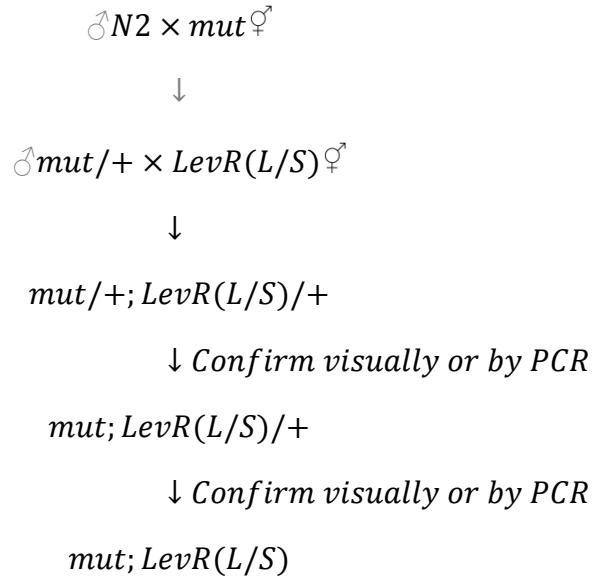 ♂N2 × mut⚥
↓
♂mut/+ × LevR(L/S)⚥
↓
mut/+; LevR(L/S)/+
↓ Confirm visually or by PCR
mut; LevR(L/S)/+
↓ Confirm visually or by PCR
mut; LevR(L/S)